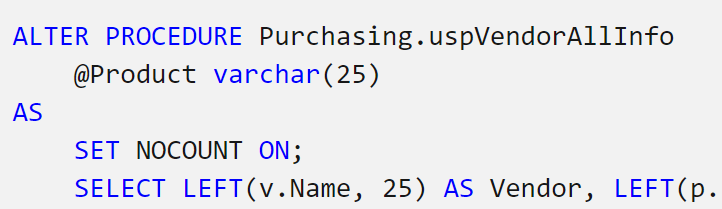 ALTER PROCEDURE Purchasing.uspVendorAllInfo
    @Product varchar(25)
AS
    SET NOCOUNT ON;
    SELECT LEFT(v.Name, 25) AS Vendor, LEFT(p.